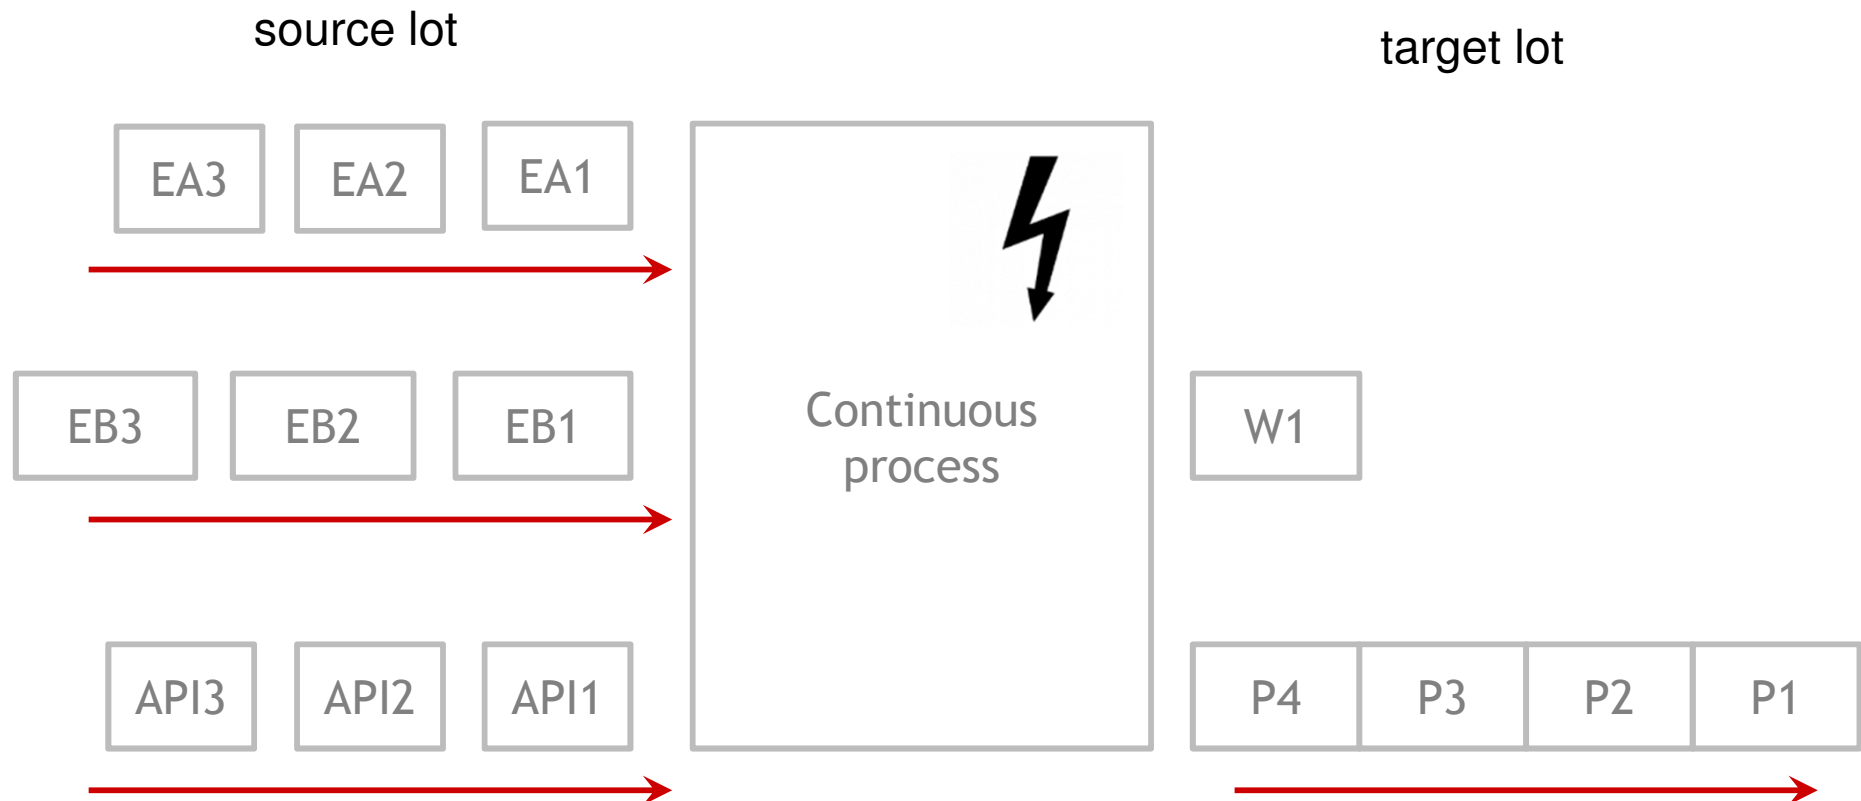 source lot
target lot
EA3 EA2 EA1
EB3 EB2 EB1
Continuous
process
W1
API3 API2 API1
P4 P3 P2 P1